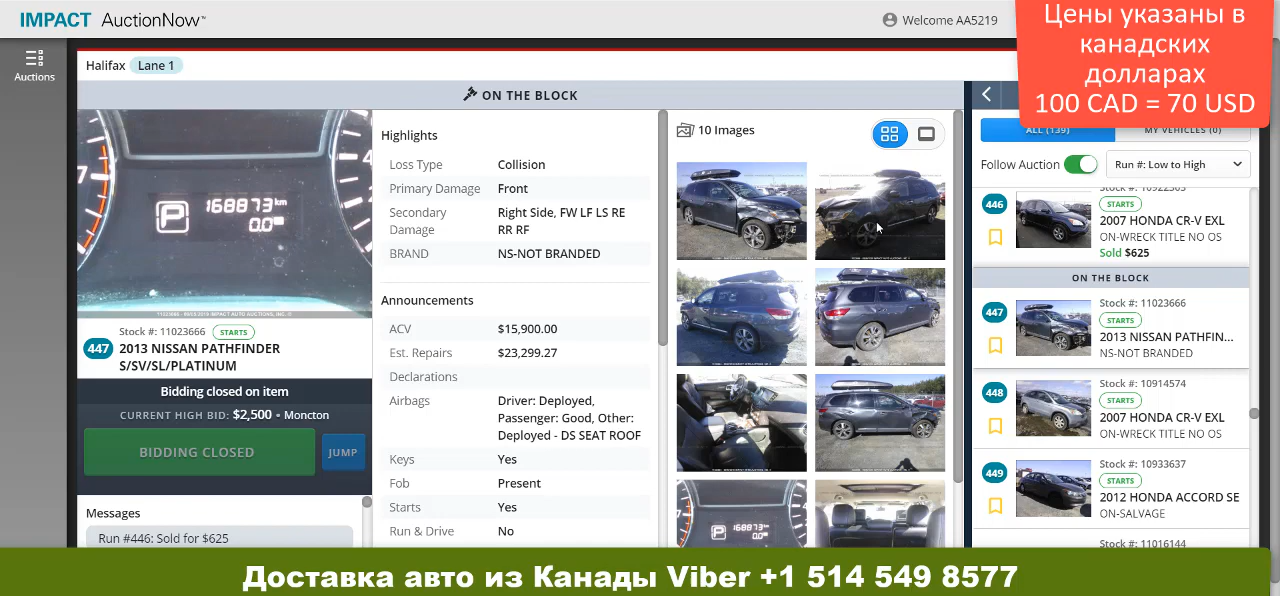 IMPACT AuctionNow™
Welcome AA5219
Цены указаны в
канадских
долларах
100 CAD = 70 USD
Auctions
Halifax Lane 1
ON THE BLOCK
168873 km
0.0 km
P
Stock #: 11023666 STARTS
447 2013 NISSAN PATHFINDER
S/SV/SL/PLATINUM
Bidding closed on item
CURRENT HIGH BID: $2,500 • Moncton
BIDDING CLOSED
JUMP
Messages
Run #446: Sold for $625
Highlights
Loss Type Collision
Primary Damage Front
Secondary Damage Right Side, FW LF LS RE
RR RF
BRAND NS-NOT BRANDED
Announcements
ACV $15,900.00
Est. Repairs $23,299.27
Declarations
Airbags Driver: Deployed,
Passenger: Good, Other:
Deployed - DS SEAT ROOF
Keys Yes
Fob Present
Starts Yes
Run & Drive No
10 Images
P 168873 km
ALL (139)
MY VEHICLES (0)
Follow Auction
Run #: Low to High
Stock #: 10922303
446 STARTS
2007 HONDA CR-V EXL
ON-WRECK TITLE NO OS
Sold $625
ON THE BLOCK
Stock #: 11023666
447 STARTS
2013 NISSAN PATHFIN...
NS-NOT BRANDED
Stock #: 10914574
448 STARTS
2007 HONDA CR-V EXL
ON-WRECK TITLE NO OS
Stock #: 10933637
449 STARTS
2012 HONDA ACCORD SE
ON-SALVAGE
Stock #: 11016144
Доставка авто из Канады Viber +1 514 549 8577